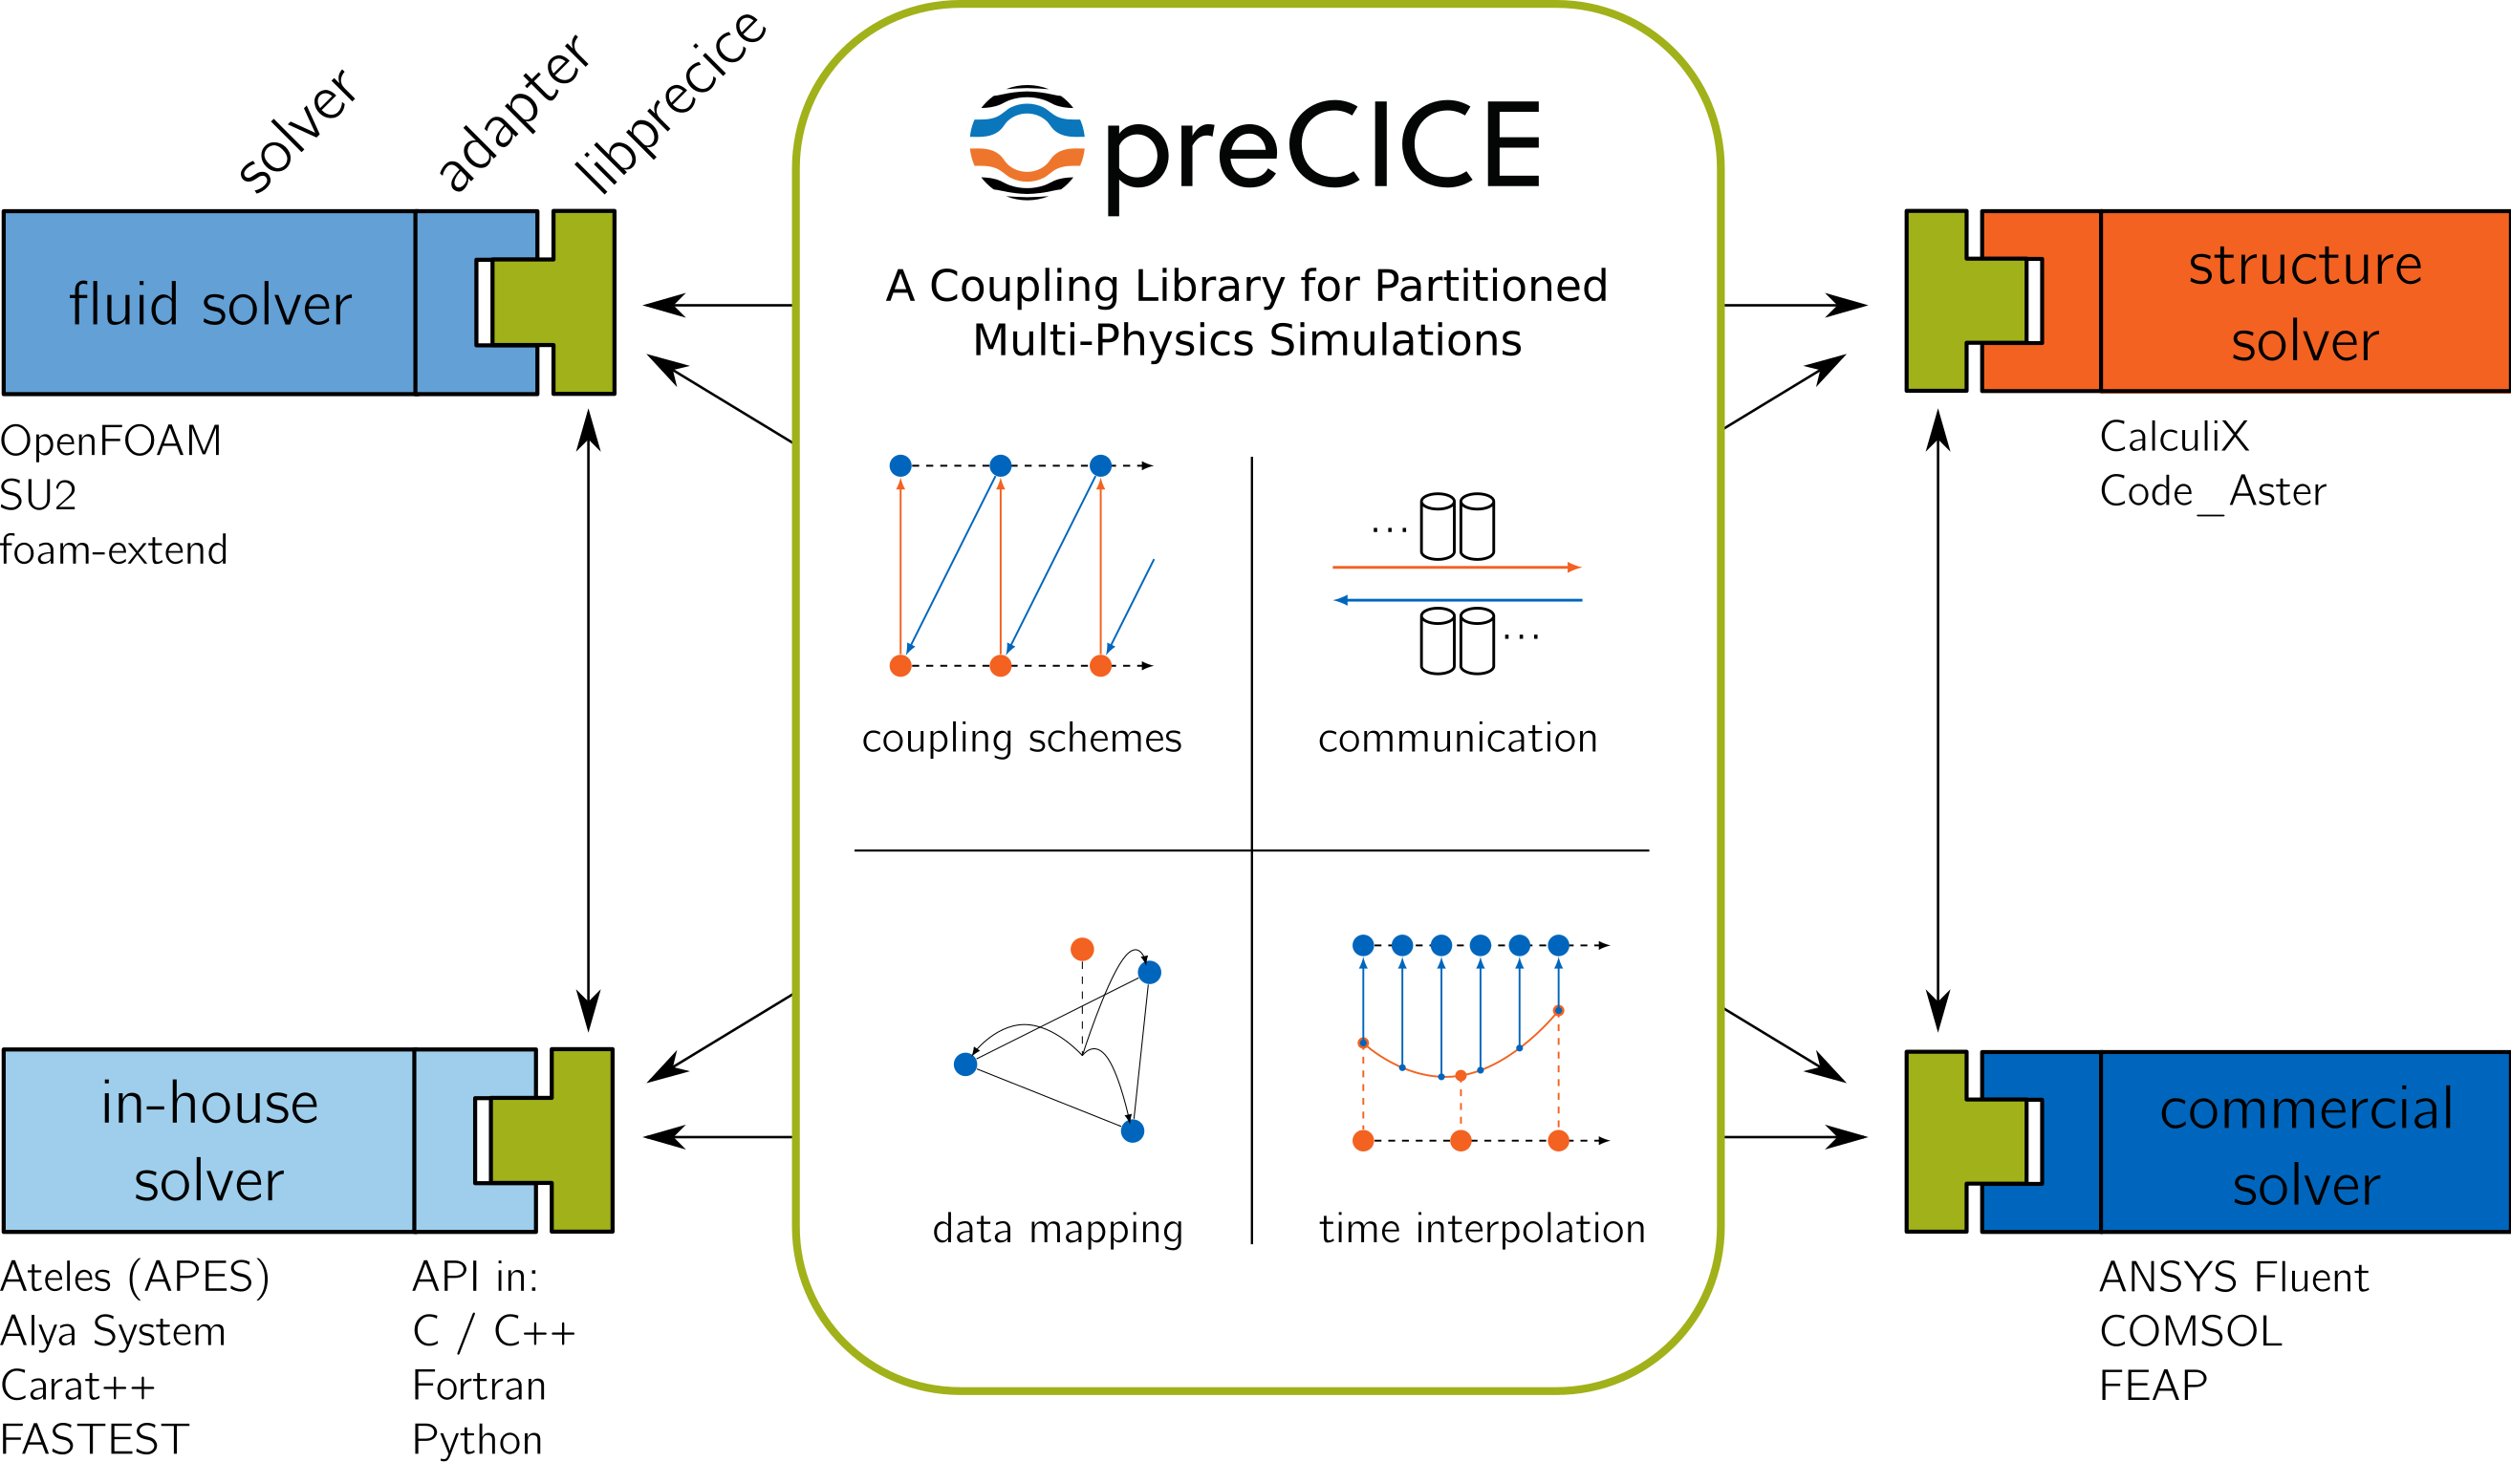 solver
adapter
libprecice
preCICE
A Coupling Library for Partitioned
Multi-Physics Simulations
fluid solver
OpenFOAM
SU2
foam-extend
structure
solver
CalculiX
Code_Aster
...
...
coupling schemes
communication
data mapping
time interpolation
in-house
solver
Ateles (APES)
Alya System
Carat++
FASTEST
API in:
C / C++
Fortran
Python
commercial
solver
ANSYS Fluent
COMSOL
FEAP